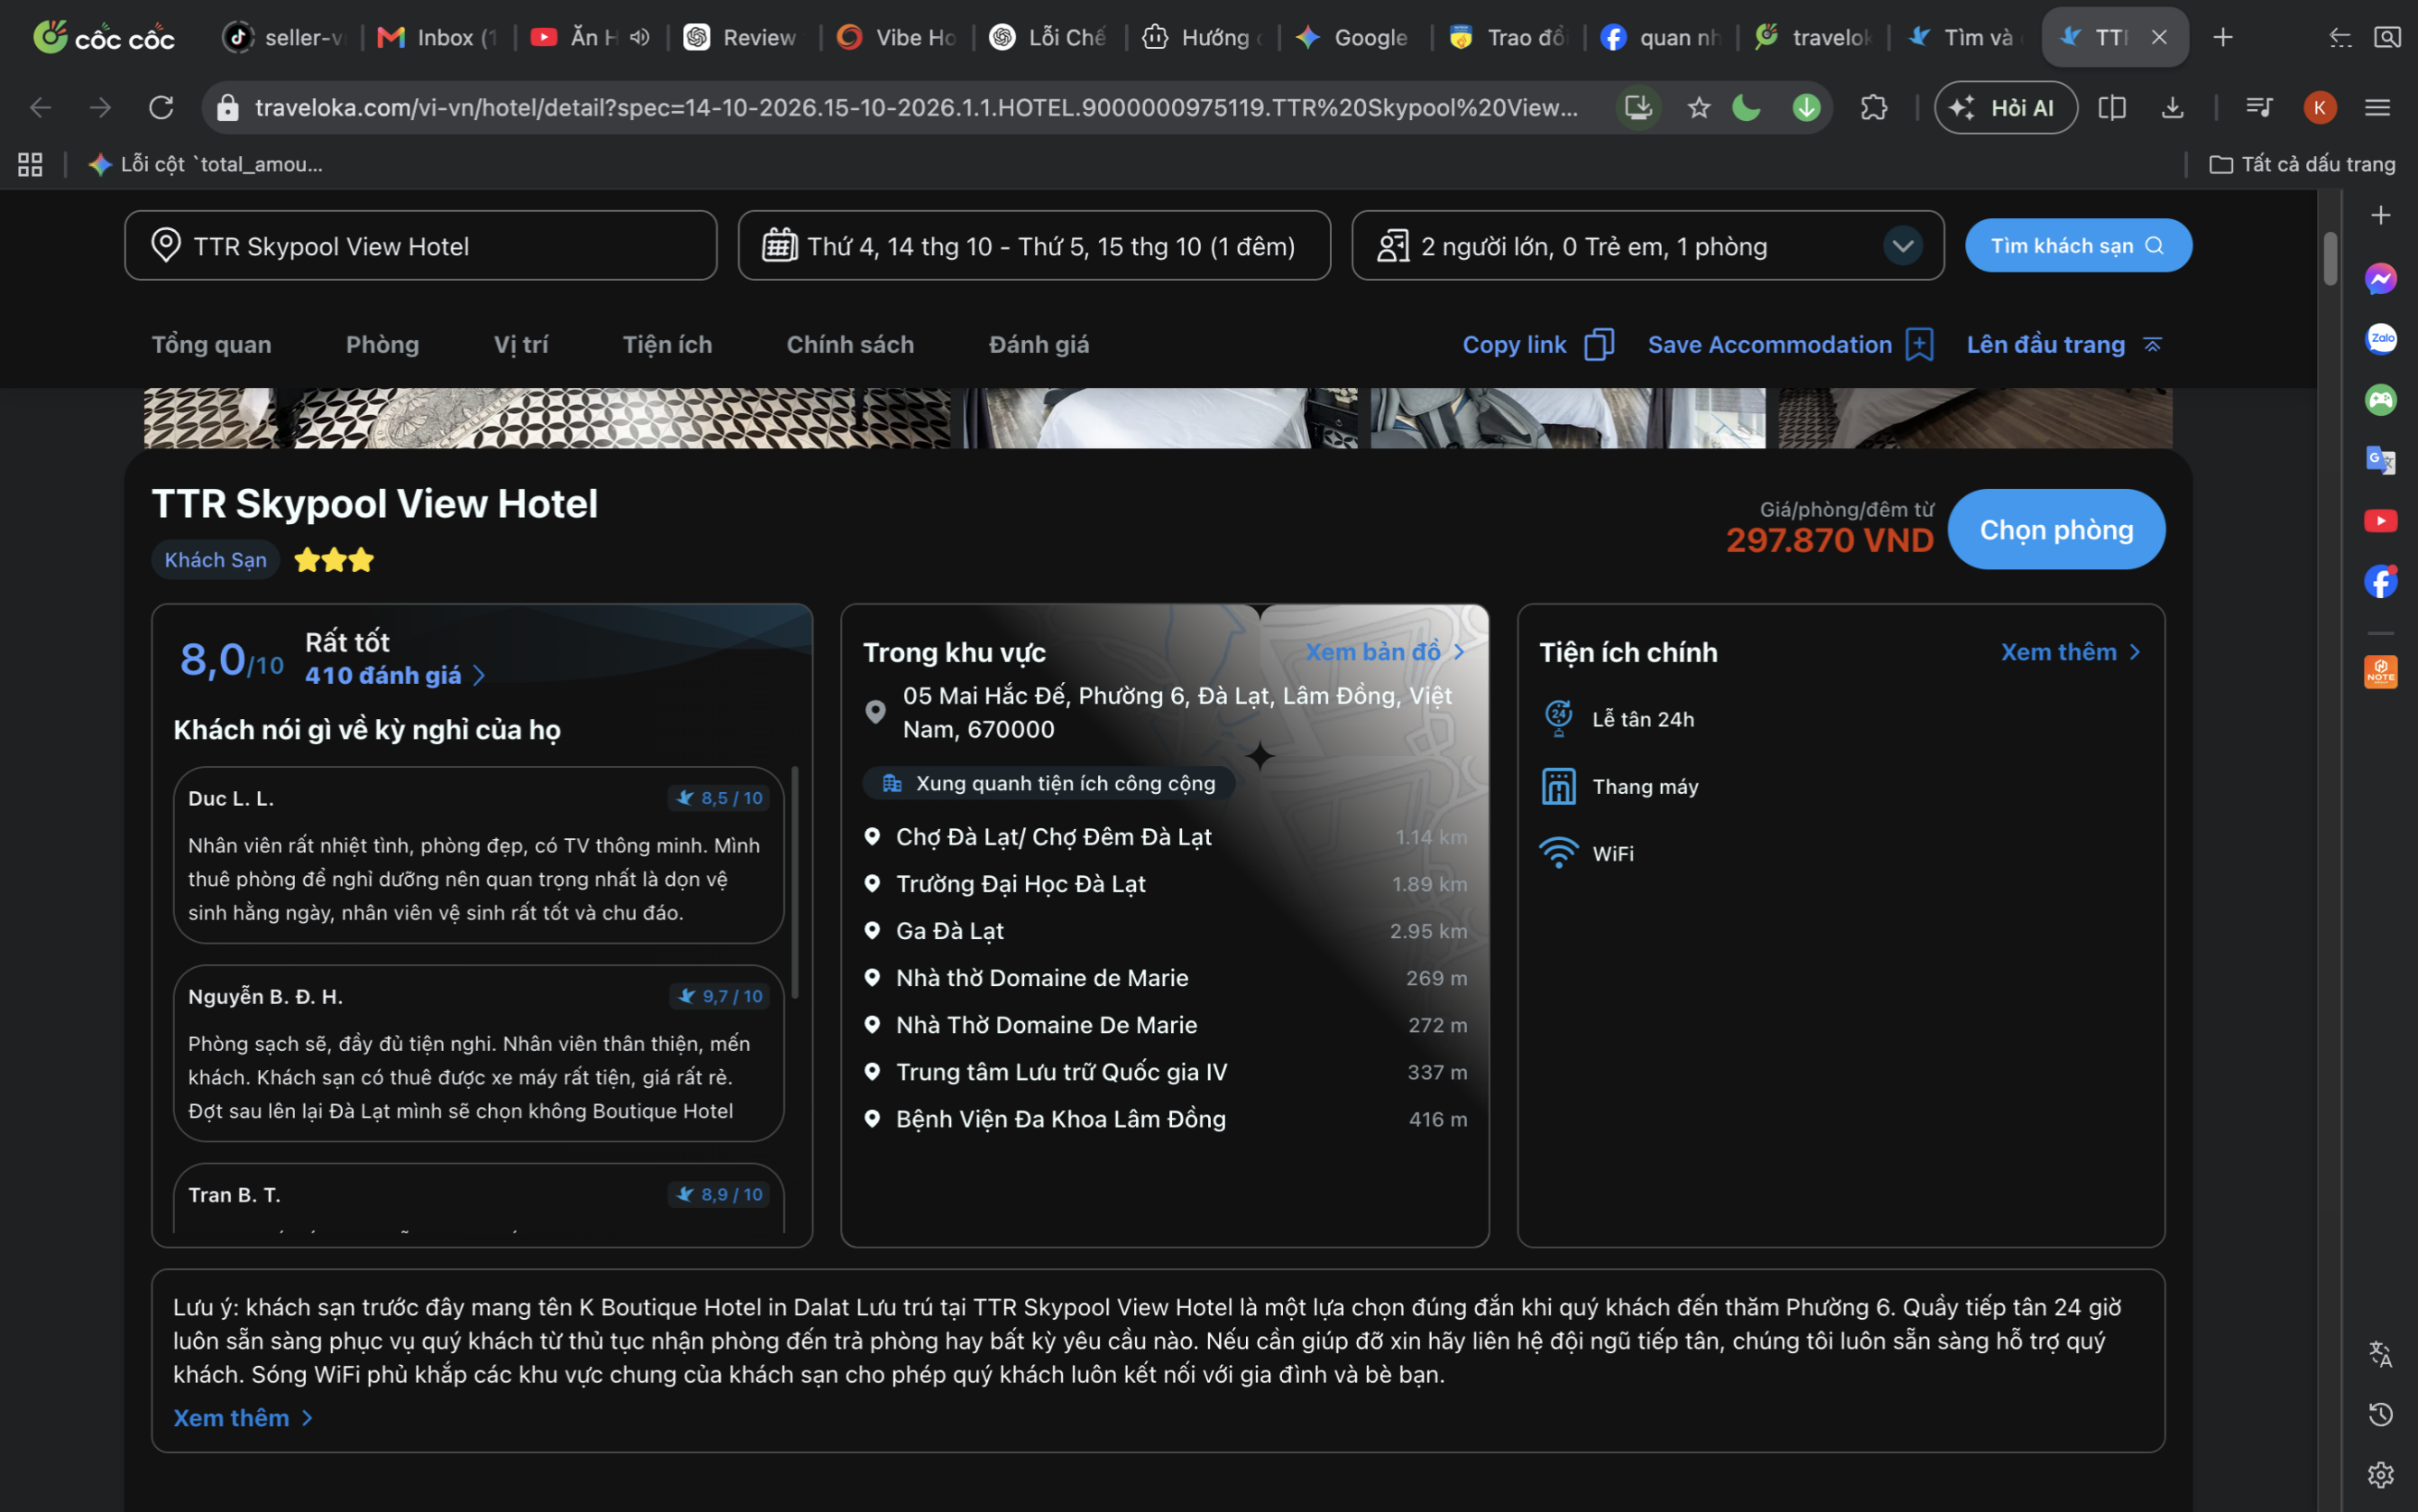 cốc cốc
seller-v
Inbox (1
Ăn H
Review
Vibe Ho
Lỗi Chế
Hướng
Google
Trao đổi
quan nh
travelok
Tìm và
TTR
traveloka.com/vi-vn/hotel/detail?spec=14-10-2026.15-10-2026.1.1.HOTEL.9000000975119.TTR%20Skypool%20View...
Hỏi AI
K
Lỗi cột `total_amou...
Tất cả dấu trang
TTR Skypool View Hotel
Thứ 4, 14 thg 10 - Thứ 5, 15 thg 10 (1 đêm)
2 người lớn, 0 Trẻ em, 1 phòng
Tìm khách sạn
Tổng quan
Phòng
Vị trí
Tiện ích
Chính sách
Đánh giá
Copy link
Save Accommodation
Lên đầu trang
TTR Skypool View Hotel
Khách Sạn
Giá/phòng/đêm từ
297.870 VND
Chọn phòng
8,0/10
Rất tốt
410 đánh giá
Khách nói gì về kỳ nghỉ của họ
Duc L. L.
8,5 / 10
Nhân viên rất nhiệt tình, phòng đẹp, có TV thông minh. Mình
thuê phòng để nghỉ dưỡng nên quan trọng nhất là dọn vệ
sinh hằng ngày, nhân viên vệ sinh rất tốt và chu đáo.
Nguyễn B. Đ. H.
9,7 / 10
Phòng sạch sẽ, đầy đủ tiện nghi. Nhân viên thân thiện, mến
khách. Khách sạn có thuê được xe máy rất tiện, giá rất rẻ.
Đợt sau lên lại Đà Lạt mình sẽ chọn không Boutique Hotel
Tran B. T.
8,9 / 10
Trong khu vực
Xem bản đồ
05 Mai Hắc Đế, Phường 6, Đà Lạt, Lâm Đồng, Việt
Nam, 670000
Xung quanh tiện ích công cộng
Chợ Đà Lạt/ Chợ Đêm Đà Lạt
1.14 km
Trường Đại Học Đà Lạt
1.89 km
Ga Đà Lạt
2.95 km
Nhà thờ Domaine de Marie
269 m
Nhà Thờ Domaine De Marie
272 m
Trung tâm Lưu trữ Quốc gia IV
337 m
Bệnh Viện Đa Khoa Lâm Đồng
416 m
Tiện ích chính
Xem thêm
24
Lễ tân 24h
Thang máy
WiFi
Lưu ý: khách sạn trước đây mang tên K Boutique Hotel in Dalat Lưu trú tại TTR Skypool View Hotel là một lựa chọn đúng đắn khi quý khách đến thăm Phường 6. Quầy tiếp tân 24 giờ
luôn sẵn sàng phục vụ quý khách từ thủ tục nhận phòng đến trả phòng hay bất kỳ yêu cầu nào. Nếu cần giúp đỡ xin hãy liên hệ đội ngũ tiếp tân, chúng tôi luôn sẵn sàng hỗ trợ quý
khách. Sóng WiFi phủ khắp các khu vực chung của khách sạn cho phép quý khách luôn kết nối với gia đình và bè bạn.
Xem thêm
Zalo
NOTE